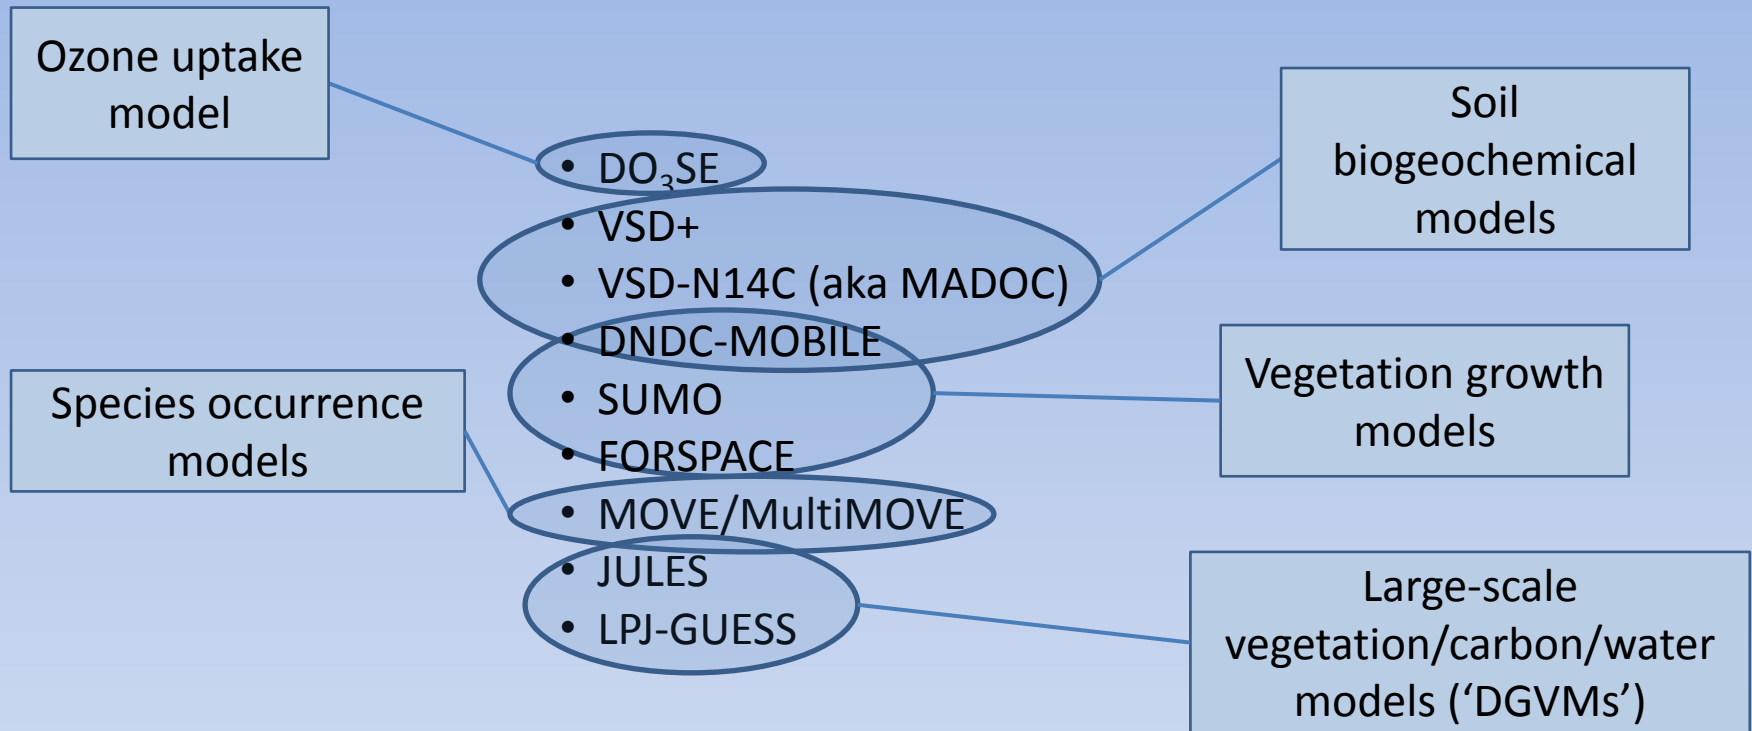 Ozone uptake
model
• DO₃SE
• VSD+
• VSD-N14C (aka MADOC)
• DNDC-MOBILE
• SUMO
• FORSPACE
• MOVE/MultiMOVE
• JULES
• LPJ-GUESS
Soil
biogeochemical
models
Vegetation growth
models
Species occurrence
models
Large-scale
vegetation/carbon/water
models (‘DGVMs’)